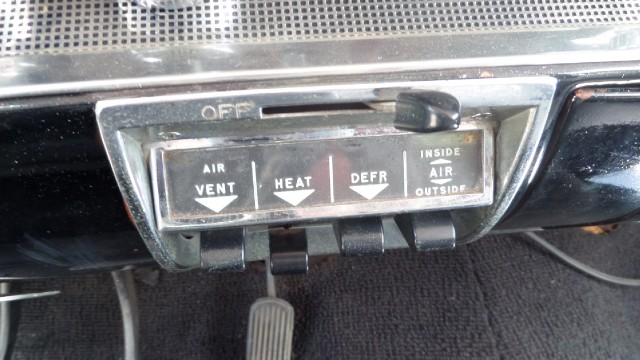 OFF
AIR VENT
HEAT
DEFR
INSIDE
AIR
OUTSIDE